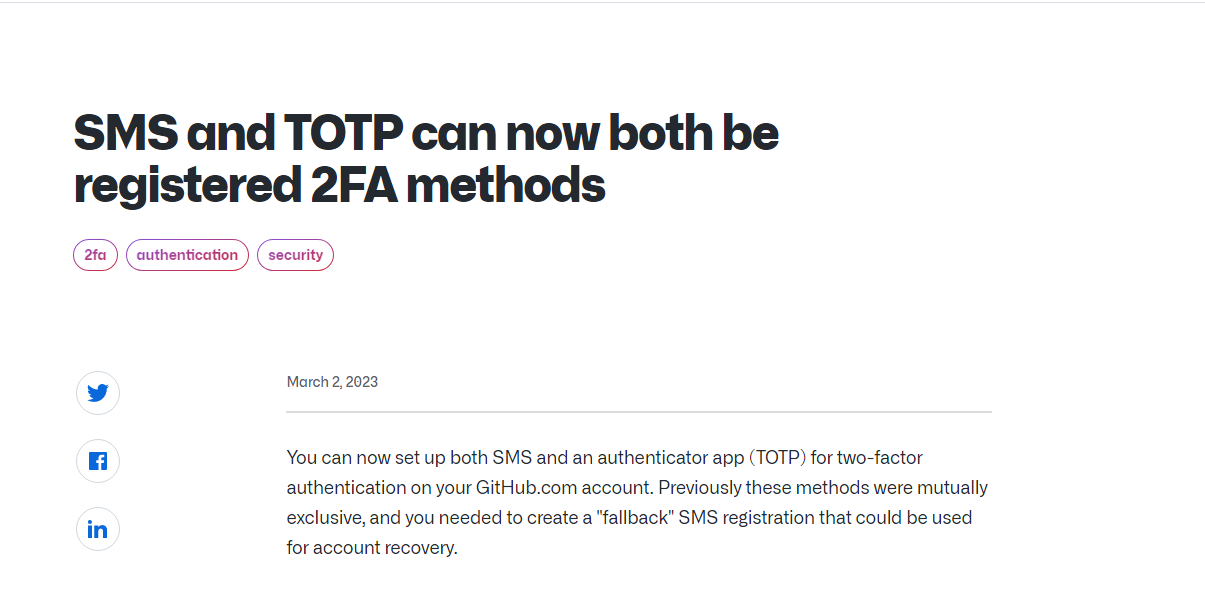 SMS and TOTP can now both be
registered 2FA methods
2fa authentication security
March 2, 2023
You can now set up both SMS and an authenticator app (TOTP) for two-factor
authentication on your GitHub.com account. Previously these methods were mutually
exclusive, and you needed to create a "fallback" SMS registration that could be used
for account recovery.